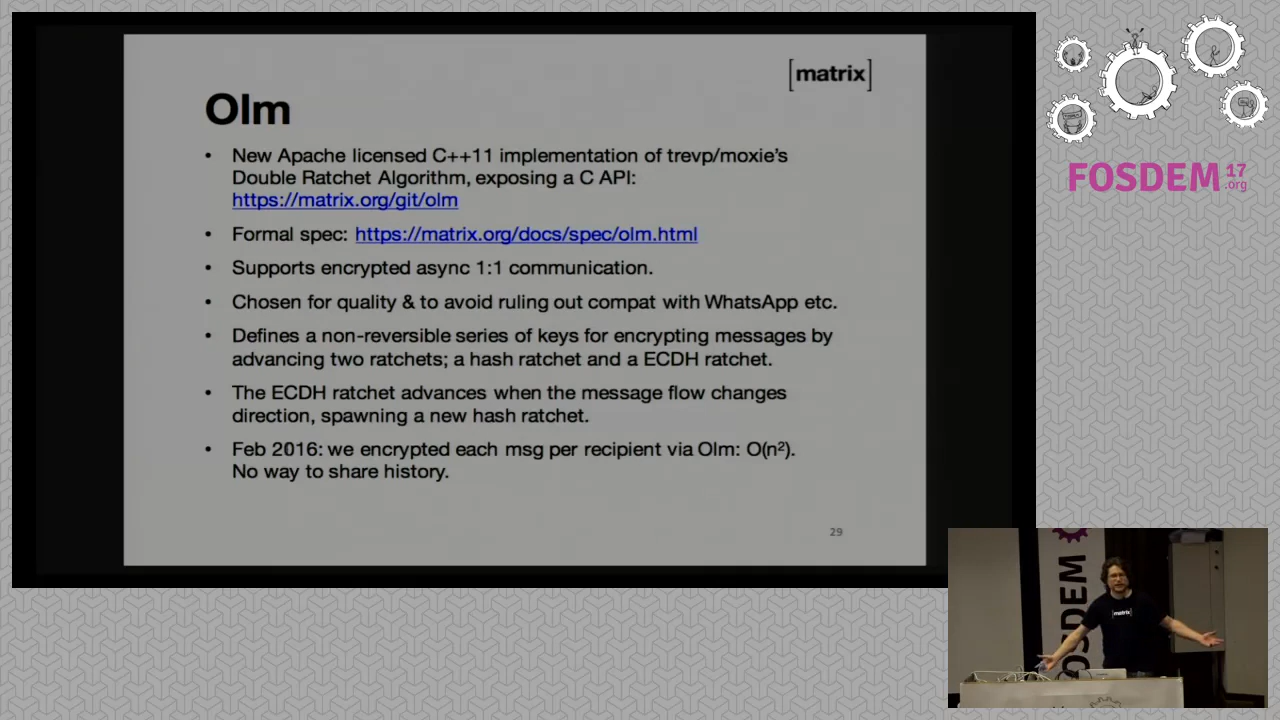 [matrix]
Olm
• New Apache licensed C++11 implementation of trevp/moxie's
Double Ratchet Algorithm, exposing a C API:
https://matrix.org/git/olm
• Formal spec: https://matrix.org/docs/spec/olm.html
• Supports encrypted async 1:1 communication.
• Chosen for quality & to avoid ruling out compat with WhatsApp etc.
• Defines a non-reversible series of keys for encrypting messages by
advancing two ratchets; a hash ratchet and a ECDH ratchet.
• The ECDH ratchet advances when the message flow changes
direction, spawning a new hash ratchet.
• Feb 2016: we encrypted each msg per recipient via Olm: O(n²).
No way to share history.
29
FOSDEM 17
.org
FOSDEM
[matrix]